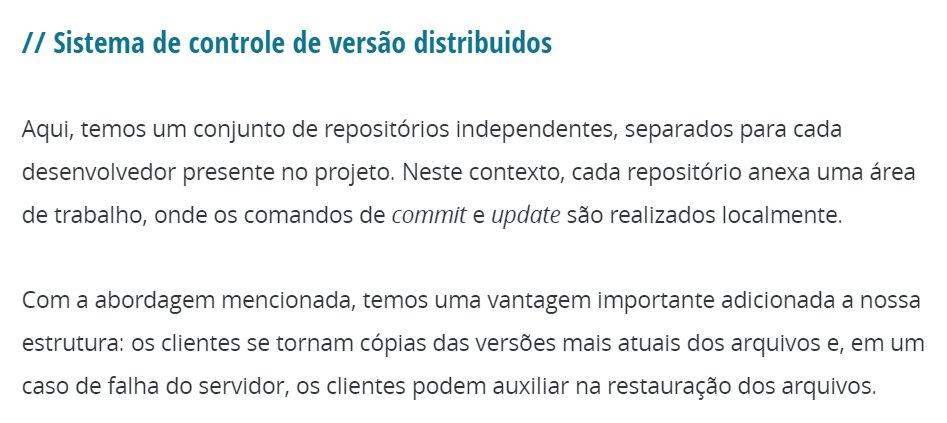 // Sistema de controle de versão distribuidos
Aqui, temos um conjunto de repositórios independentes, separados para cada
desenvolvedor presente no projeto. Neste contexto, cada repositório anexa uma área
de trabalho, onde os comandos de commit e update são realizados localmente.
Com a abordagem mencionada, temos uma vantagem importante adicionada a nossa
estrutura: os clientes se tornam cópias das versões mais atuais dos arquivos e, em um
caso de falha do servidor, os clientes podem auxiliar na restauração dos arquivos.